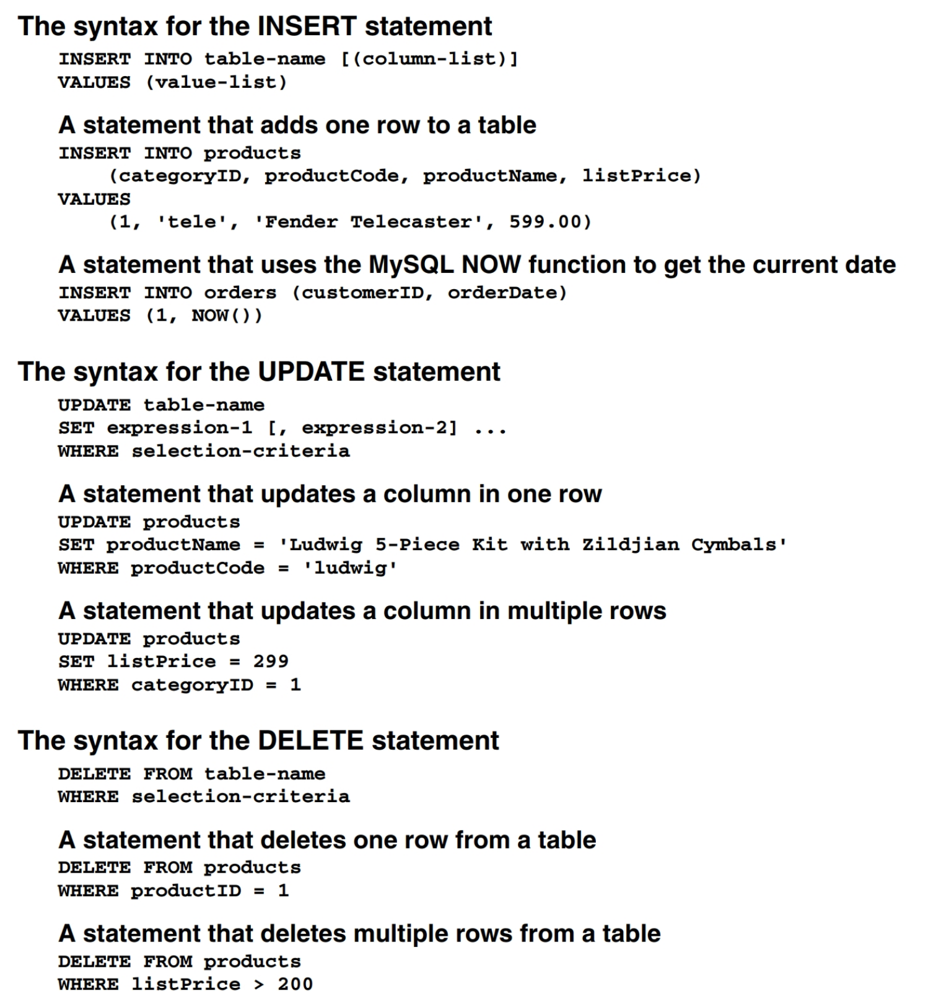 The syntax for the INSERT statement
INSERT INTO table-name [(column-list)]
VALUES (value-list)
A statement that adds one row to a table
INSERT INTO products
(categoryID, productCode, productName, listPrice)
VALUES
(1, 'tele', 'Fender Telecaster', 599.00)
A statement that uses the MySQL NOW function to get the current date
INSERT INTO orders (customerID, orderDate)
VALUES (1, NOW())
The syntax for the UPDATE statement
UPDATE table-name
SET expression-1 [, expression-2] ...
WHERE selection-criteria
A statement that updates a column in one row
UPDATE products
SET productName = 'Ludwig 5-Piece Kit with Zildjian Cymbals'
WHERE productCode = 'ludwig'
A statement that updates a column in multiple rows
UPDATE products
SET listPrice = 299
WHERE categoryID = 1
The syntax for the DELETE statement
DELETE FROM table-name
WHERE selection-criteria
A statement that deletes one row from a table
DELETE FROM products
WHERE productID = 1
A statement that deletes multiple rows from a table
DELETE FROM products
WHERE listPrice > 200